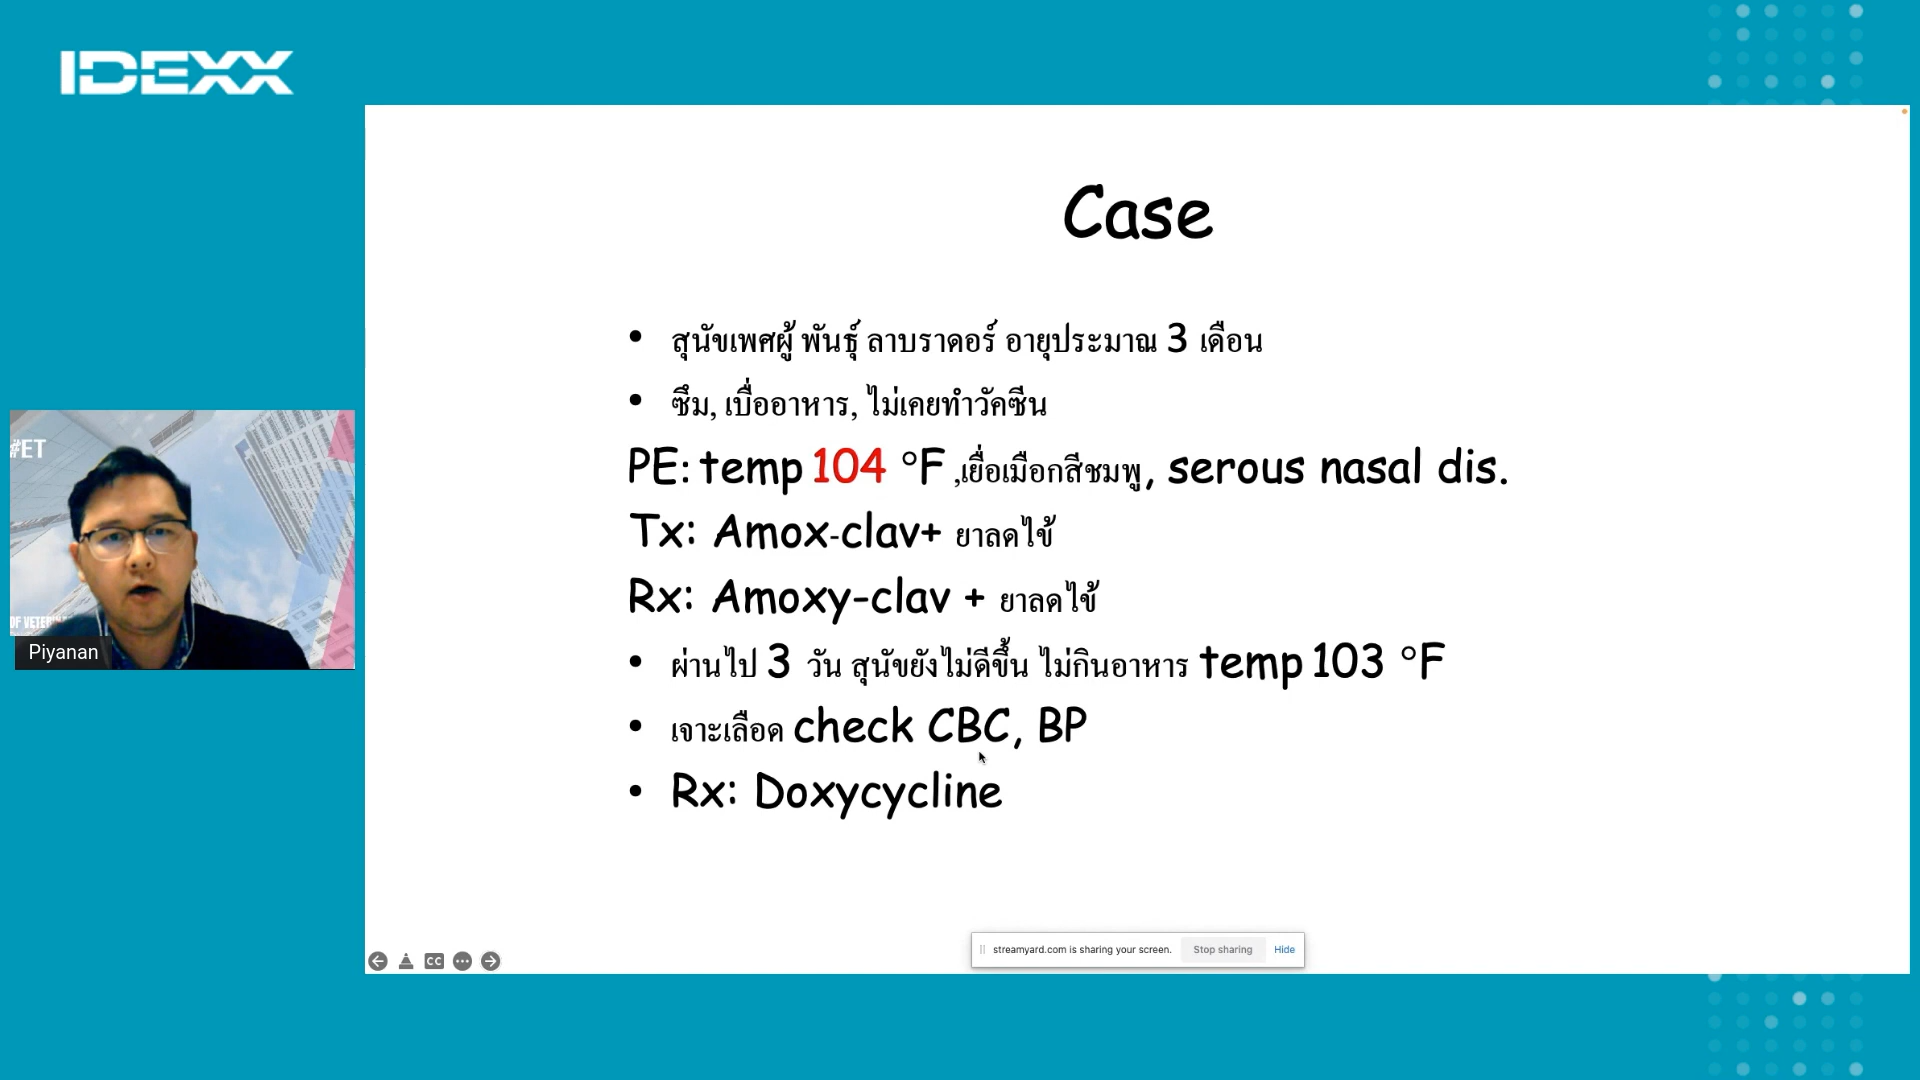 IDEXX
Case
• สุนัขเพศผู้ พันธุ์ ลาบราดอร์ อายุประมาณ 3 เดือน
• ซึม, เบื่ออาหาร, ไม่เคยทำวัคซีน
PE: temp 104 °F ,เยื่อเมือกสีชมพู, serous nasal dis.
Tx: Amox-clav+ ยาลดไข้
Rx: Amoxy-clav + ยาลดไข้
• ผ่านไป 3 วัน สุนัขยังไม่ดีขึ้น ไม่กินอาหาร temp 103 °F
• เจาะเลือด check CBC, BP
• Rx: Doxycycline
#ET
Piyanan
CC
streamyard.com is sharing your screen. Stop sharing Hide